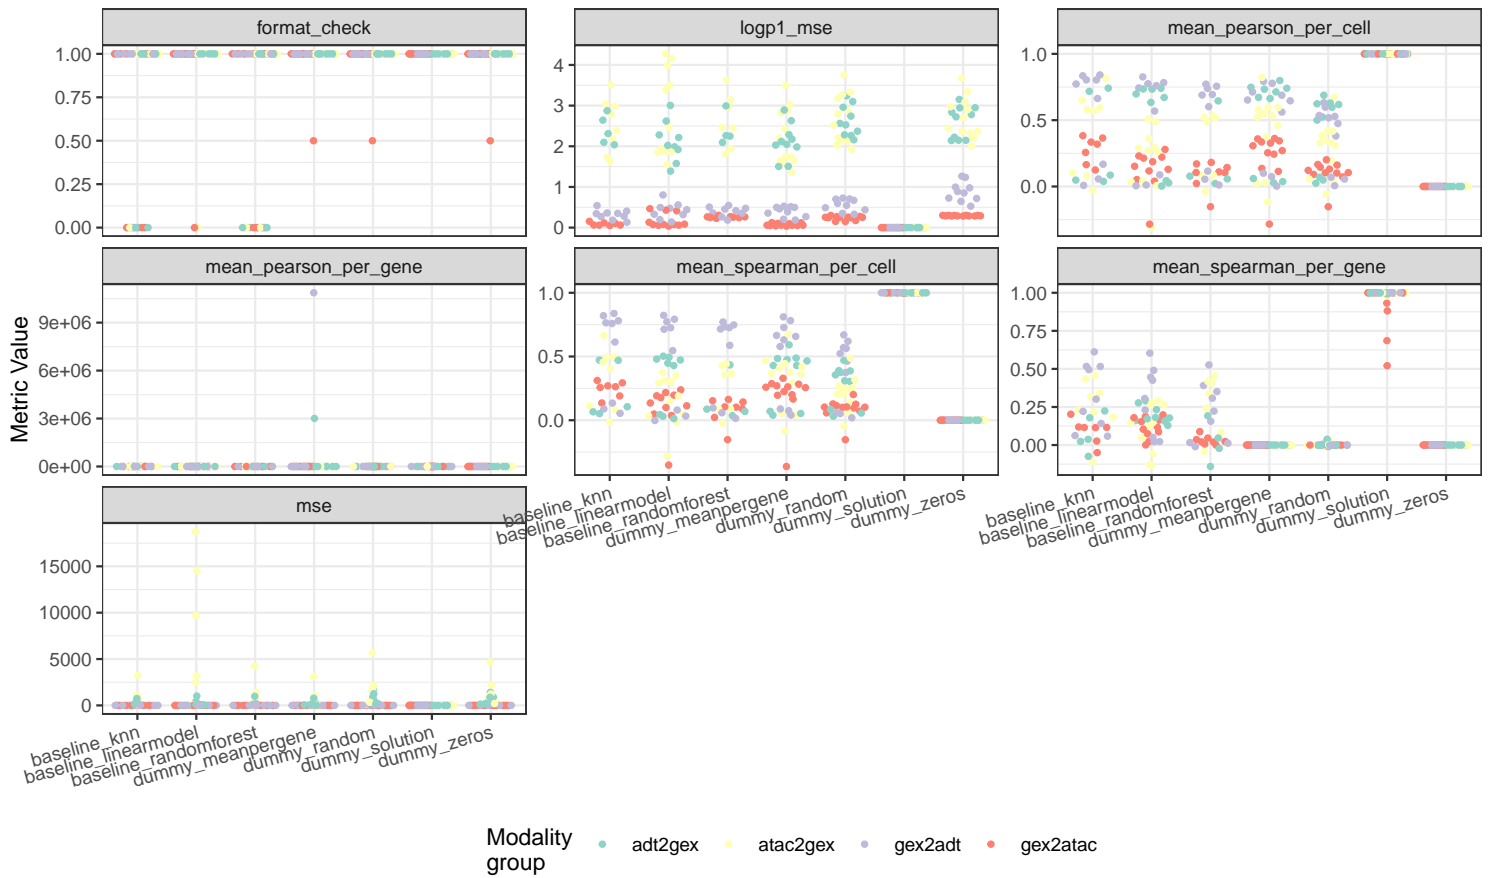 format_check
logp1_mse
mean_pearson_per_cell
1.00
0.75
0.50
0.25
0.00
4
3
2
1
0
1.0
0.5
0.0
mean_pearson_per_gene
mean_spearman_per_cell
mean_spearman_per_gene
9e+06
6e+06
3e+06
0e+00
1.0
0.5
0.0
1.00
0.75
0.50
0.25
0.00
Metric Value
baseline_knn
baseline_linearmodel
baseline_randomforest
dummy_meanpergene
dummy_random
dummy_solution
dummy_zeros
baseline_knn
baseline_linearmodel
baseline_randomforest
dummy_meanpergene
dummy_random
dummy_solution
dummy_zeros
mse
15000
10000
5000
0
baseline_knn
baseline_linearmodel
baseline_randomforest
dummy_meanpergene
dummy_random
dummy_solution
dummy_zeros
Modality
group
adt2gex
atac2gex
gex2adt
gex2atac